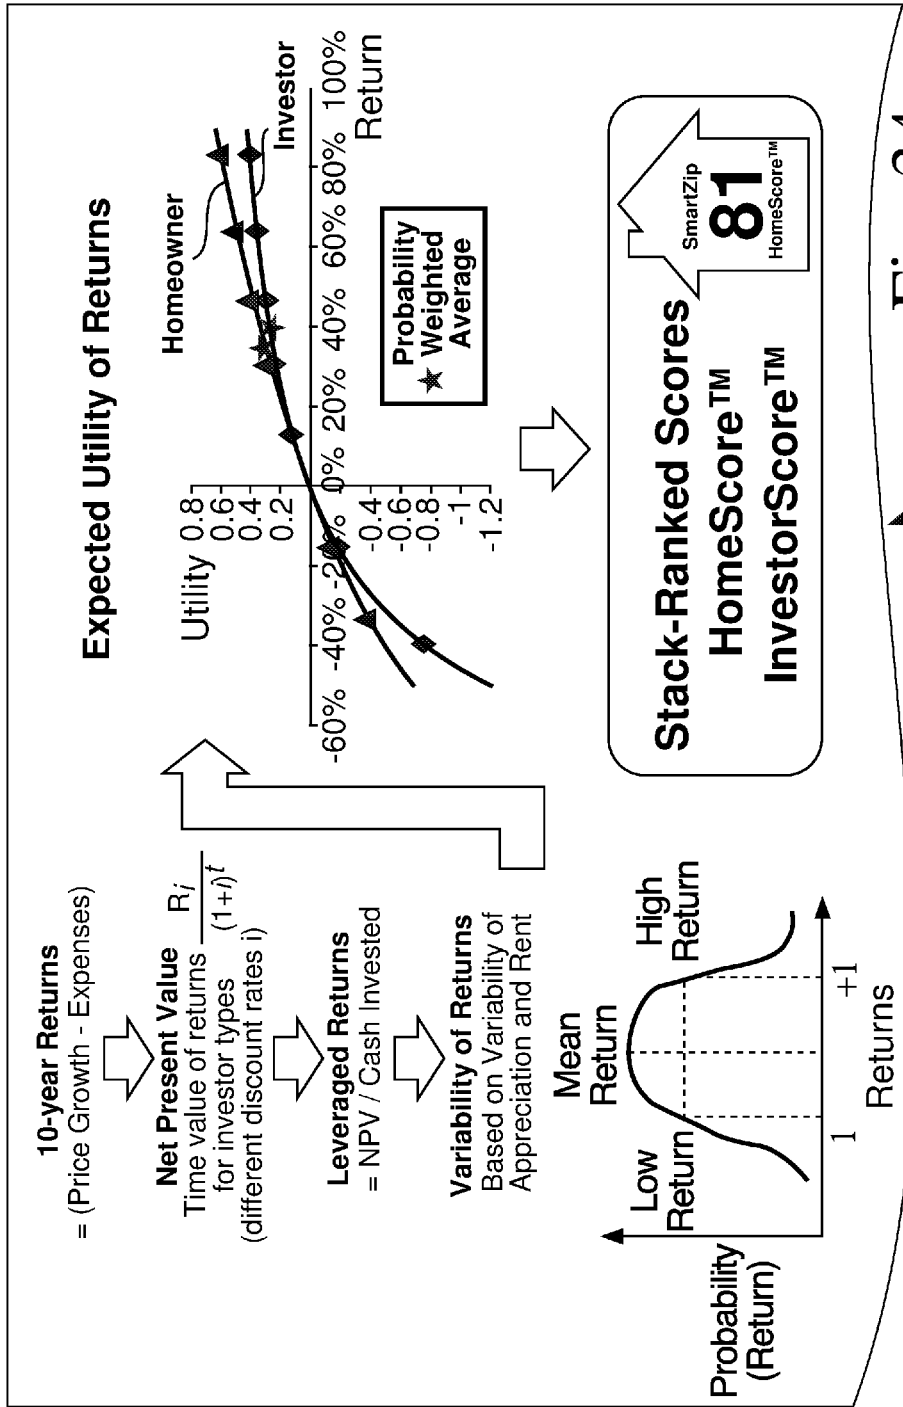 10-year Returns
= (Price Growth - Expenses)
Net Present Value
Time value of returns Ri
(1+i)t
for investor types
(different discount rates i)
Leveraged Returns
= NPV / Cash Invested
Variability of Returns
Based on Variability of
Appreciation and Rent
Probability
(Return)
Low
Return
Mean
Return
High
Return
1
+1
Returns
Expected Utility of Returns
Utility
0.8
0.6
0.4
0.2
-60%
-40%
-20%
0%
20%
40%
60%
80%
100%
Return
-0.4
-0.6
-0.8
-1
-1.2
Homeowner
Investor
Probability
Weighted
Average
Stack-Ranked Scores
HomeScore™
InvestorScore™
SmartZip
81
HomeScore™